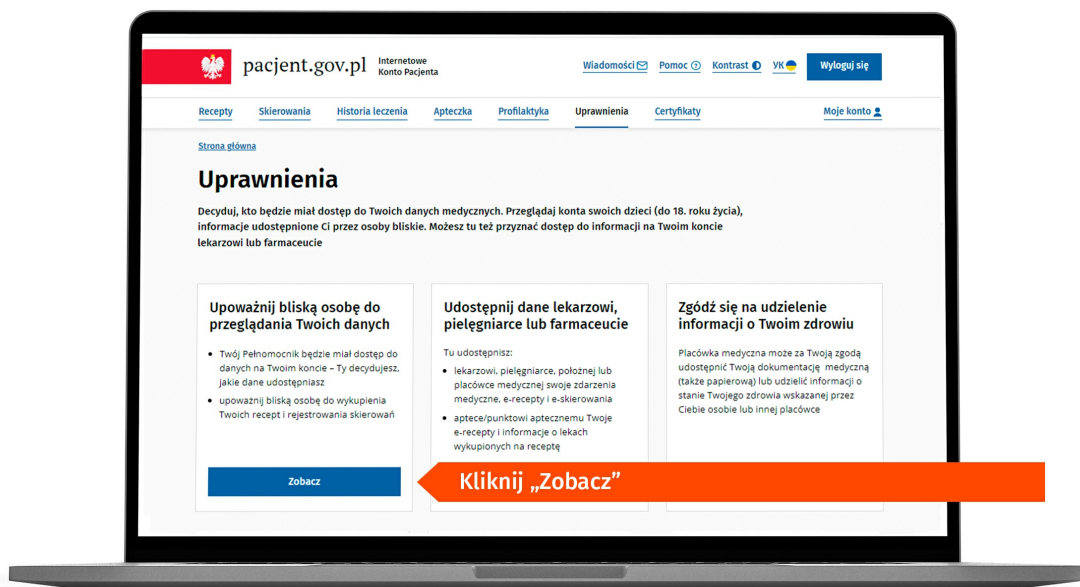 pacjent.gov.pl
Internetowe
Konto Pacjenta
Wiadomości
Pomoc
Kontrast
УК
Wyloguj się
Recepty
Skierowania
Historia leczenia
Apteczka
Profilaktyka
Uprawnienia
Certyfikaty
Moje konto
Strona główna
Uprawnienia
Decyduj, kto będzie miał dostęp do Twoich danych medycznych. Przeglądaj konta swoich dzieci (do 18. roku życia),
informacje udostępnione Ci przez osoby bliskie. Możesz tu też przyznać dostęp do informacji na Twoim koncie
lekarzowi lub farmaceucie
Upoważnij bliską osobę do
przeglądania Twoich danych
• Twój Pełnomocnik będzie miał dostęp do
danych na Twoim koncie – Ty decydujesz,
jakie dane udostępniasz
• upoważnij bliską osobę do wykupienia
Twoich recept i rejestrowania skierowań
Zobacz
Udostępnij dane lekarzowi,
pielęgniarce lub farmaceucie
Tu udostępnisz:
• lekarzowi, pielęgniarce, położnej lub
placówce medycznej swoje zdarzenia
medyczne, e-recepty i e-skierowania
• aptece/punktowi aptecznemu Twoje
e-recepty i informacje o lekach
wykupionych na receptę
Zgódź się na udzielenie
informacji o Twoim zdrowiu
Placówka medyczna może za Twoją zgodą
udostępnić Twoją dokumentację medyczną
(także papierową) lub udzielić informacji o
stanie Twojego zdrowia wskazanej przez
Ciebie osobie lub innej placówce
Kliknij „Zobacz”